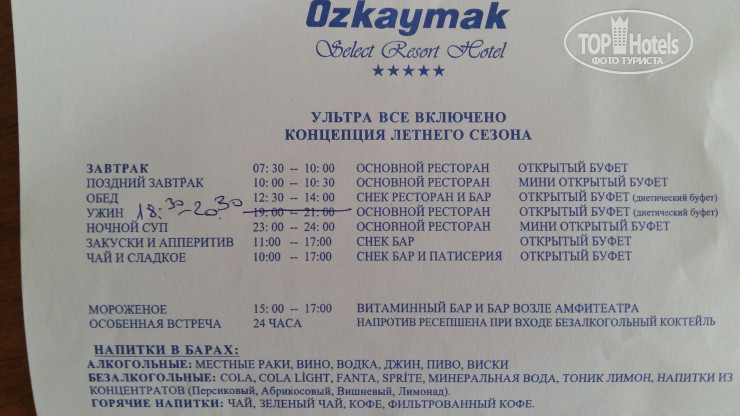 Ozkaymak
Select Resort Hotel
★★★★★
TOP Hotels
ФОТО ТУРИСТА
УЛЬТРА ВСЕ ВКЛЮЧЕНО
КОНЦЕПЦИЯ ЛЕТНЕГО СЕЗОНА
ЗАВТРАК 07: 30 -- 10: 00 ОСНОВНОЙ РЕСТОРАН ОТКРЫТЫЙ БУФЕТ
ПОЗДНИЙ ЗАВТРАК 10: 00 -- 10: 30 ОСНОВНОЙ РЕСТОРАН МИНИ ОТКРЫТЫЙ БУФЕТ
ОБЕД 12:30 -- 14:00 СНЕК РЕСТОРАН И БАР ОТКРЫТЫЙ БУФЕТ (диетический буфет)
УЖИН 18:30-20.30 19:00 -- 21:00 ОСНОВНОЙ РЕСТОРАН ОТКРЫТЫЙ БУФЕТ (диетический буфет)
НОЧНОЙ СУП 23:00 -- 24:00 ОСНОВНОЙ РЕСТОРАН МИНИ ОТКРЫТЫЙ БУФЕТ
ЗАКУСКИ И АППЕРИТИВ 11:00 -- 17:00 СНЕК БАР ОТКРЫТЫЙ БУФЕТ
ЧАЙ И СЛАДКОЕ 10:00 -- 17:00 СНЕК БАР И ПАТИСЕРИЯ ОТКРЫТЫЙ БУФЕТ
МОРОЖЕНОЕ 15: 00 -- 17:00 ВИТАМИННЫЙ БАР И БАР ВОЗЛЕ АМФИТЕАТРА
ОСОБЕННАЯ ВСТРЕЧА 24 ЧАСА НАПРОТИВ РЕСЕПШЕНА ПРИ ВХОДЕ БЕЗАЛКОГОЛЬНЫЙ КОКТЕЙЛЬ
НАПИТКИ В БАРАХ:
АЛКОГОЛЬНЫЕ: МЕСТНЫЕ РАКИ, ВИНО, ВОДКА, ДЖИН, ПИВО, ВИСКИ
БЕЗАЛКОГОЛЬНЫЕ: COLA, COLA LİGHT, FANTA, SPRİTE, МИНЕРАЛЬНАЯ ВОДА, ТОНИК ЛИМОН, НАПИТКИ ИЗ
КОНЦЕНТРАТОВ (Персиковый, Абрикосовый, Вишневый, Лимонад).
ГОРЯЧИЕ НАПИТКИ: ЧАЙ, ЗЕЛЕНЫЙ ЧАЙ, КОФЕ, ФИЛЬТРОВАННЫЙ КОФЕ.